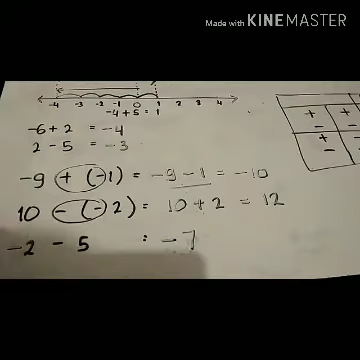 Made with KINEMASTER
-4 -3 -2 -1 0 1 2 3 4
-4+5=1
-6+2 = -4
2-5 = -3
-9 + (-1) = -9-1 = -10
10 - (-2) = 10+2 = 12
-2 - 5 = -7
+ +
- -
+ -
- -